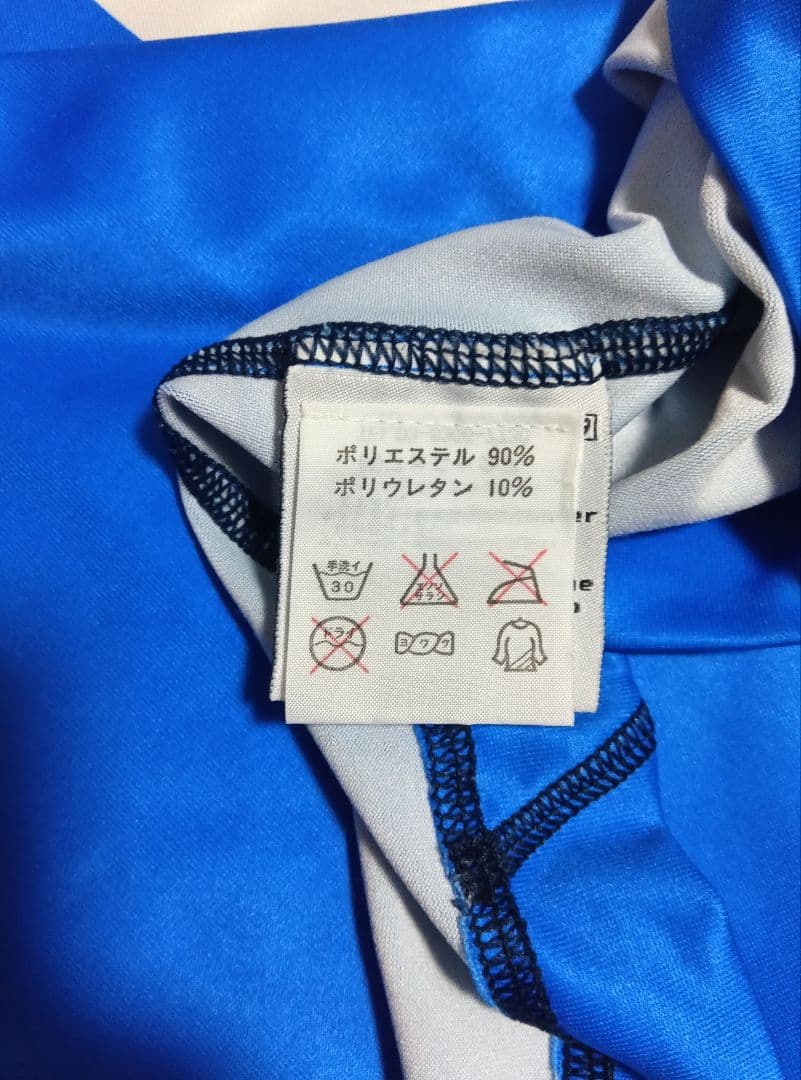 ポリエステル 90%
ポリウレタン 10%
手洗イ
30
エンソ
サラシ
ドライ
ヨワク
er